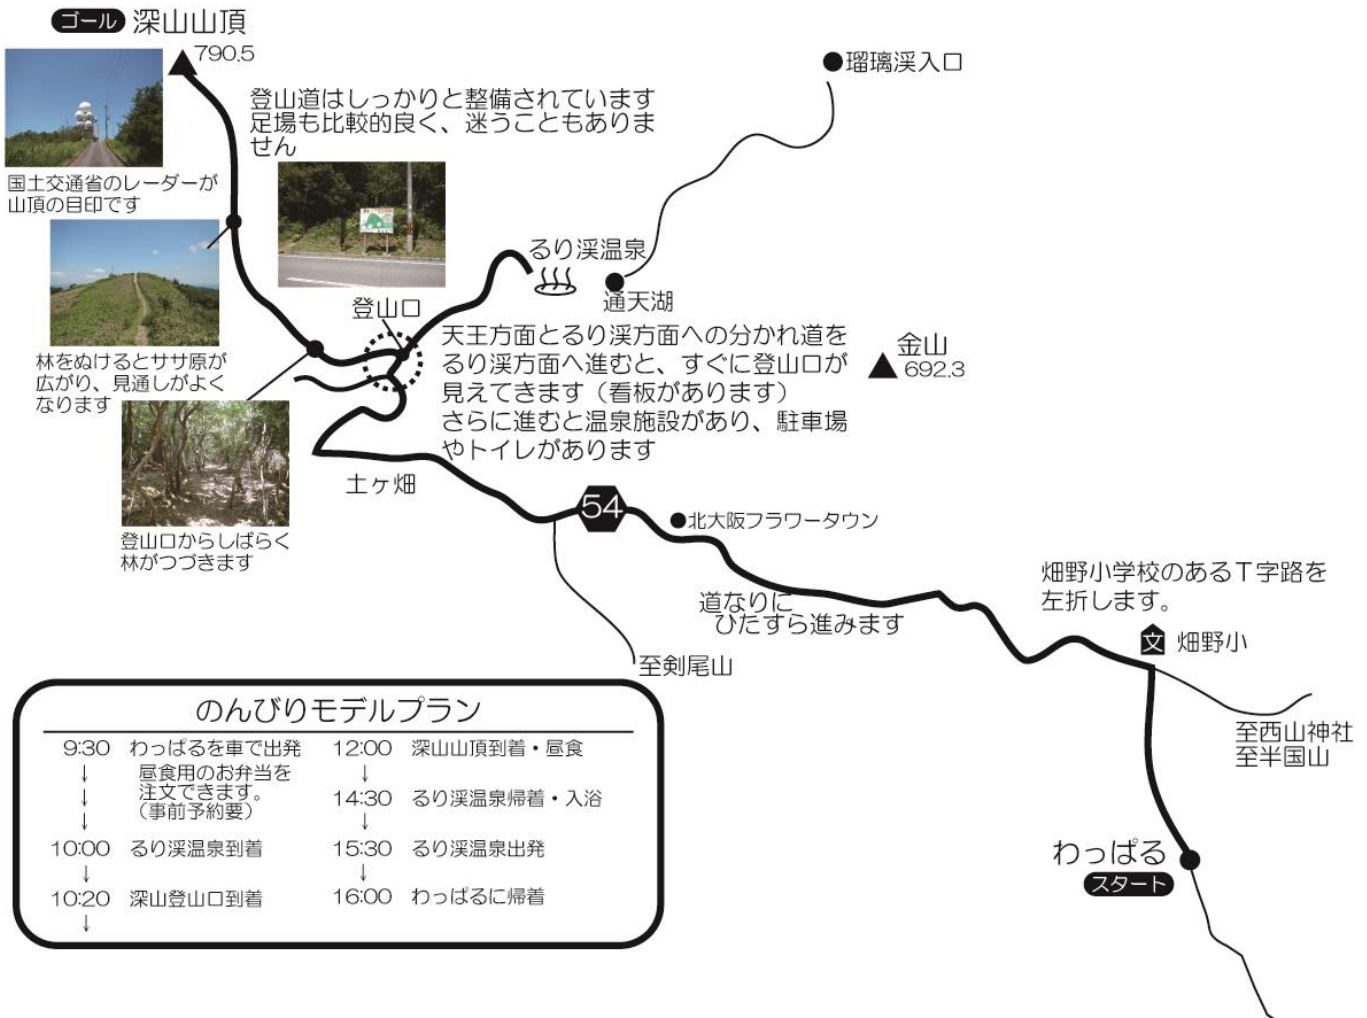 ゴール 深山山頂
790.5
瑠璃渓入口
登山道はしっかりと整備されています
足場も比較的良く、迷うこともありま
せん
国土交通省のレーダーが
山頂の目印です
るり渓温泉
通天湖
登山口
林をぬけるとササ原が
広がり、見通しがよく
なります
天王方面とるり渓方面への分かれ道を
るり渓方面へ進むと、すぐに登山口が
見えてきます（看板があります）
さらに進むと温泉施設があり、駐車場
やトイレがあります
金山
692.3
土ヶ畑
登山口からしばらく
林がつづきます
54
北大阪フラワータウン
道なりに
ひたすら進みます
至剣尾山
畑野小学校のあるT字路を
左折します。
文 畑野小
至西山神社
至半国山
わっぱる
スタート
のんびりモデルプラン
9:30 わっぱるを車で出発
↓ 昼食用のお弁当を
↓ 注文できます。
↓ （事前予約要）
10:00 るり渓温泉到着
↓
10:20 深山登山口到着
↓
12:00 深山山頂到着・昼食
↓
14:30 るり渓温泉帰着・入浴
↓
15:30 るり渓温泉出発
↓
16:00 わっぱるに帰着